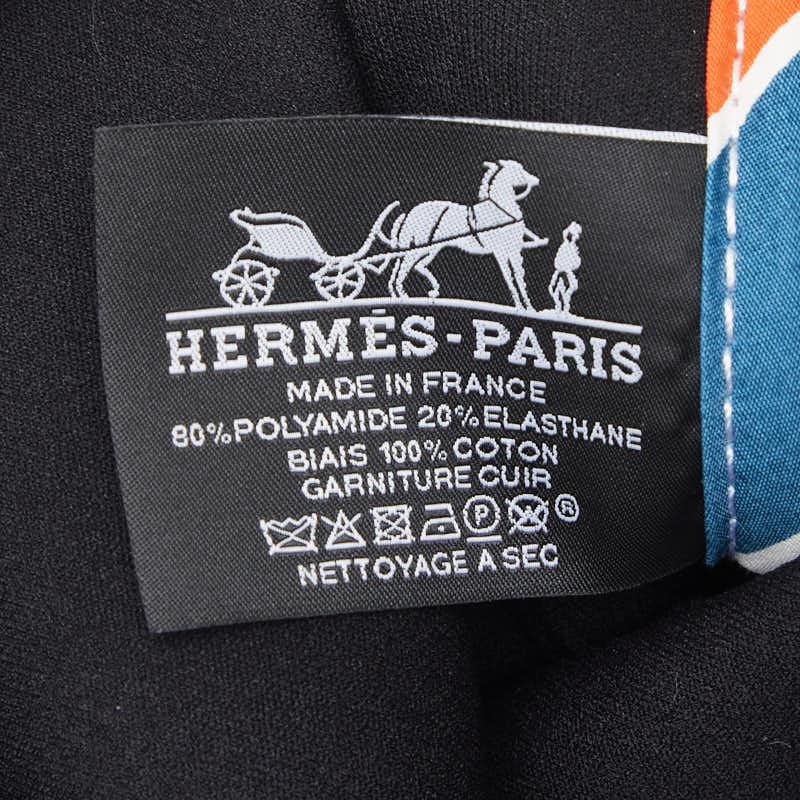 HERMÈS-PARIS
MADE IN FRANCE
80% POLYAMIDE 20% ELASTHANE
BIAIS 100% COTON
GARNITURE CUIR
P ®
NETTOYAGE A SEC